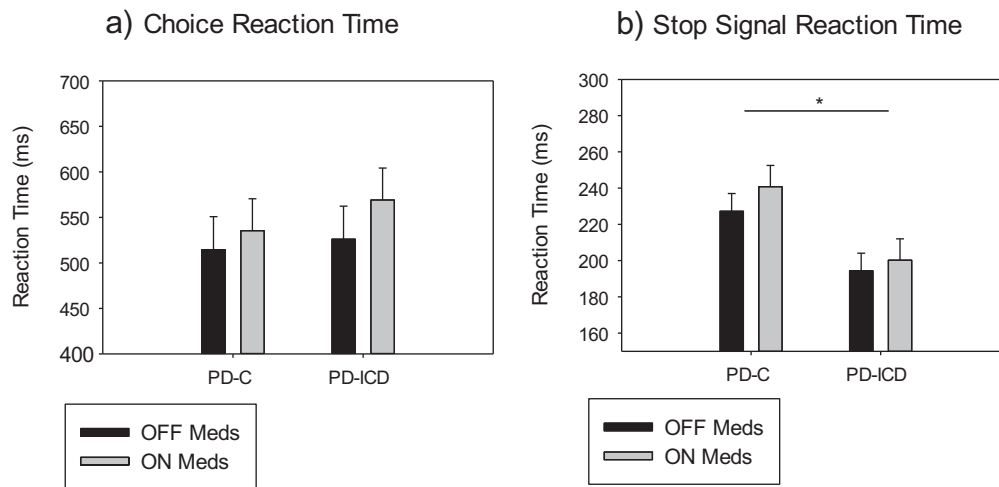 a) Choice Reaction Time
Reaction Time (ms)
700
650
600
550
500
450
400
PD-C PD-ICD
OFF Meds
ON Meds
b) Stop Signal Reaction Time
Reaction Time (ms)
300
280
260
240
220
200
180
160
*
PD-C PD-ICD
OFF Meds
ON Meds